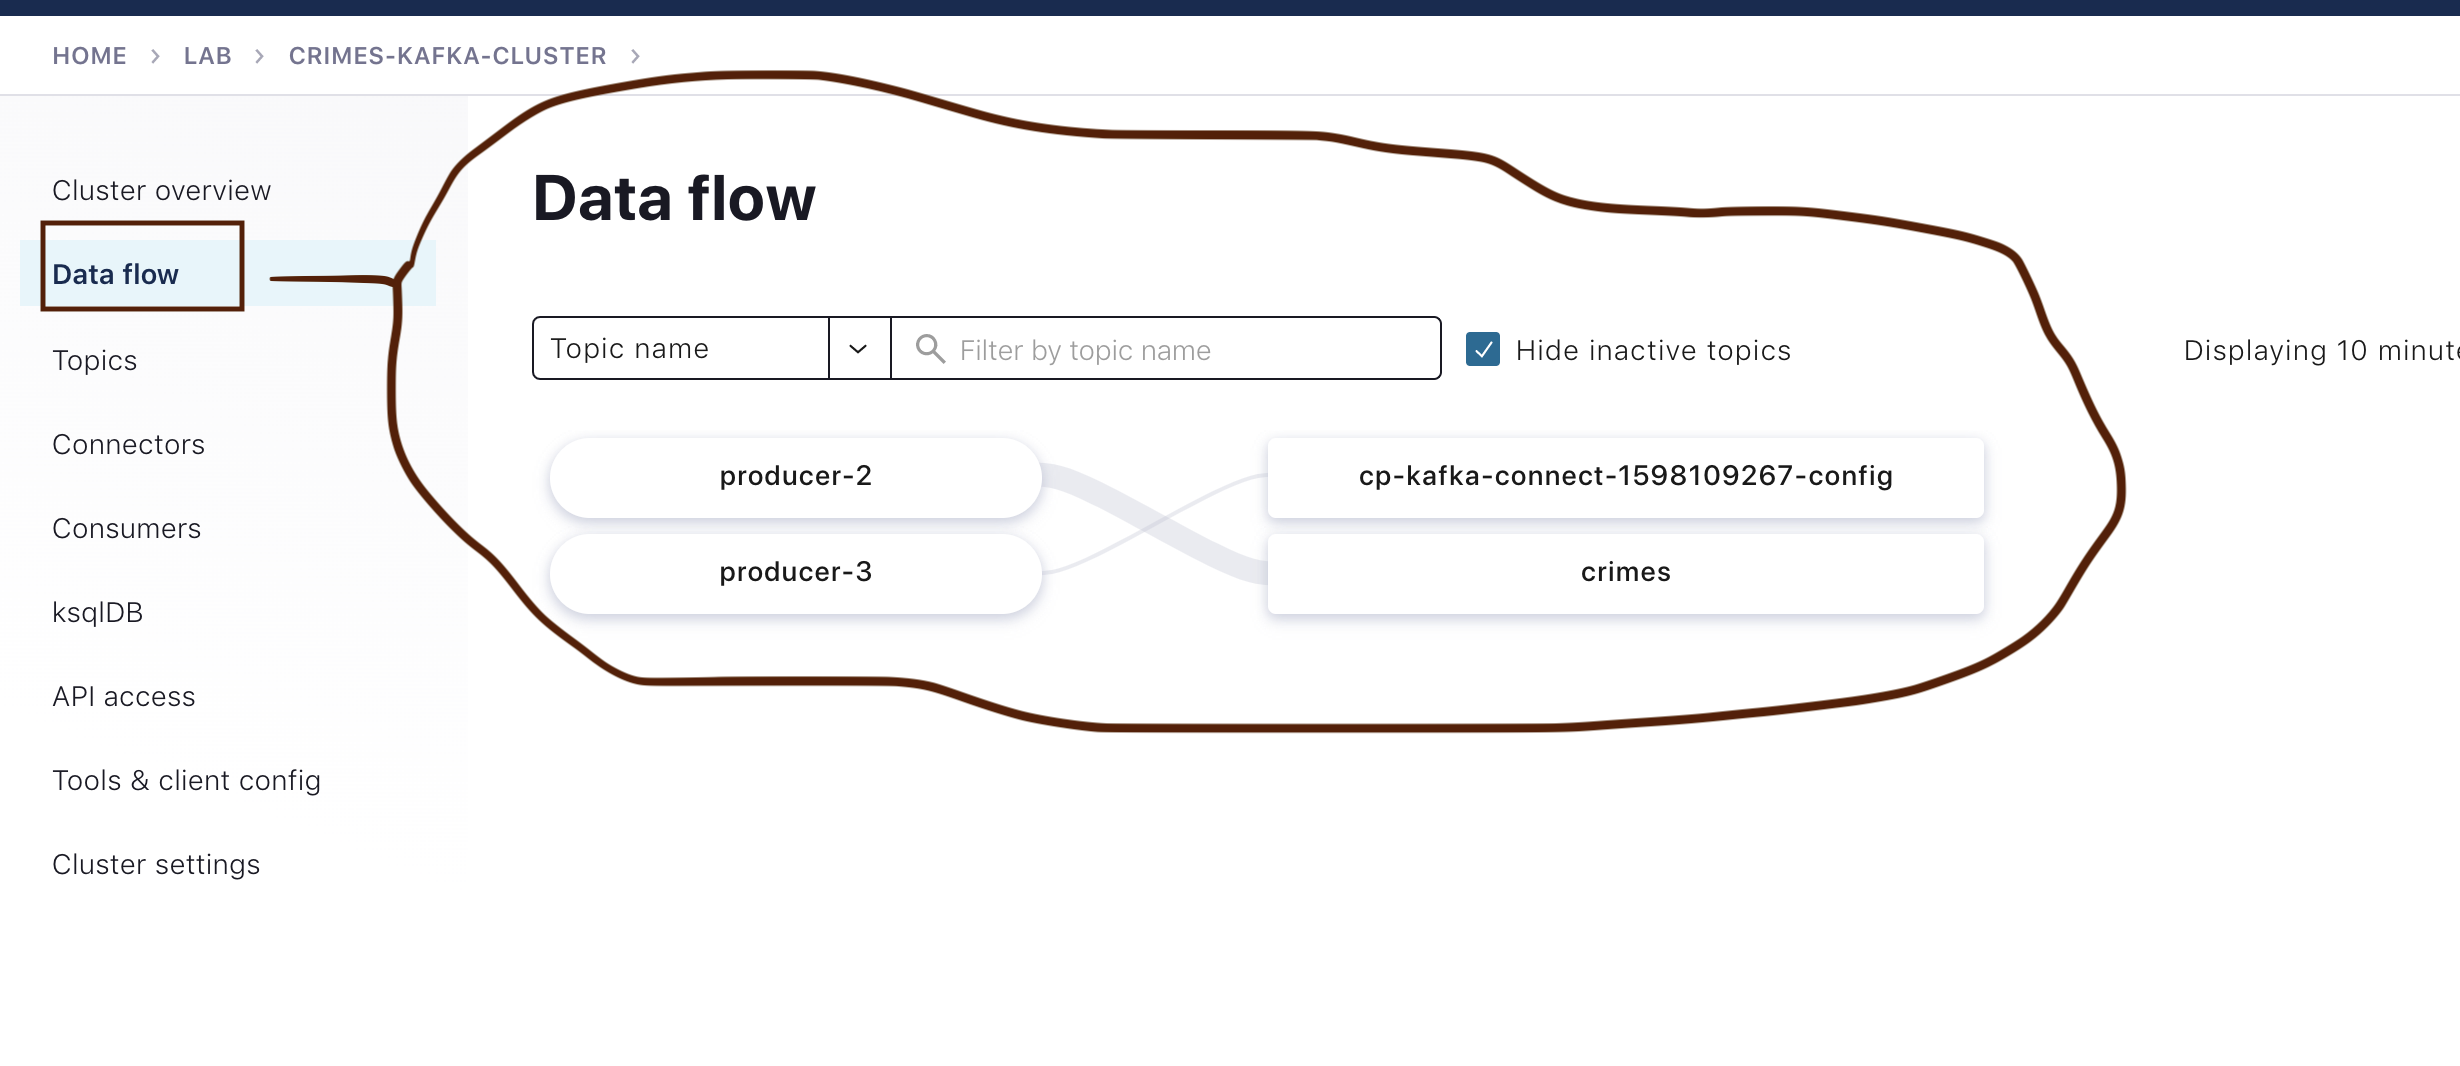 HOME > LAB > CRIMES-KAFKA-CLUSTER >
Cluster overview
Data flow
Topics
Connectors
Consumers
ksqlDB
API access
Tools & client config
Cluster settings
Data flow
Topic name
Filter by topic name
Hide inactive topics
Displaying 10
producer-2
cp-kafka-connect-1598109267-config
producer-3
crimes